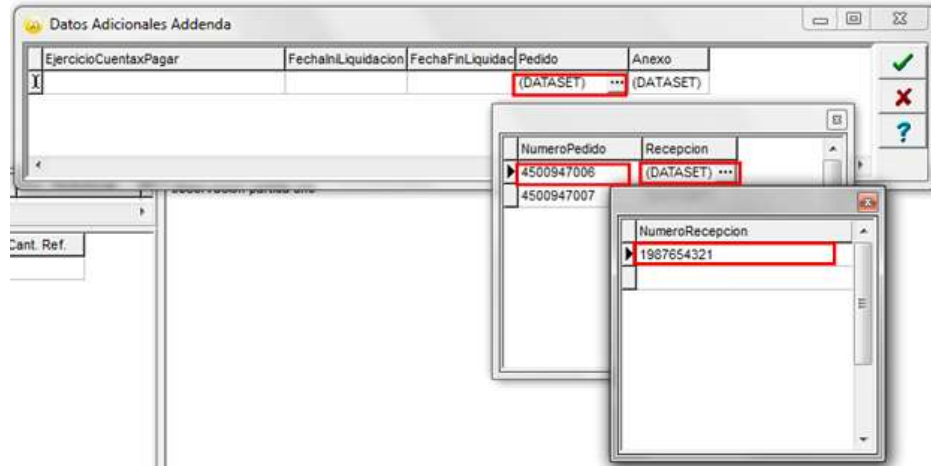 Datos Adicionales Addenda
EjercicioCuentaxPagar FechaIniLiquidacion FechaFinLiquidac Pedido Anexo
(DATASET) ... (DATASET)
NumeroPedido Recepcion
4500947006 (DATASET) ...
4500947007
NumeroRecepcion
1987654321
Cant. Ref.